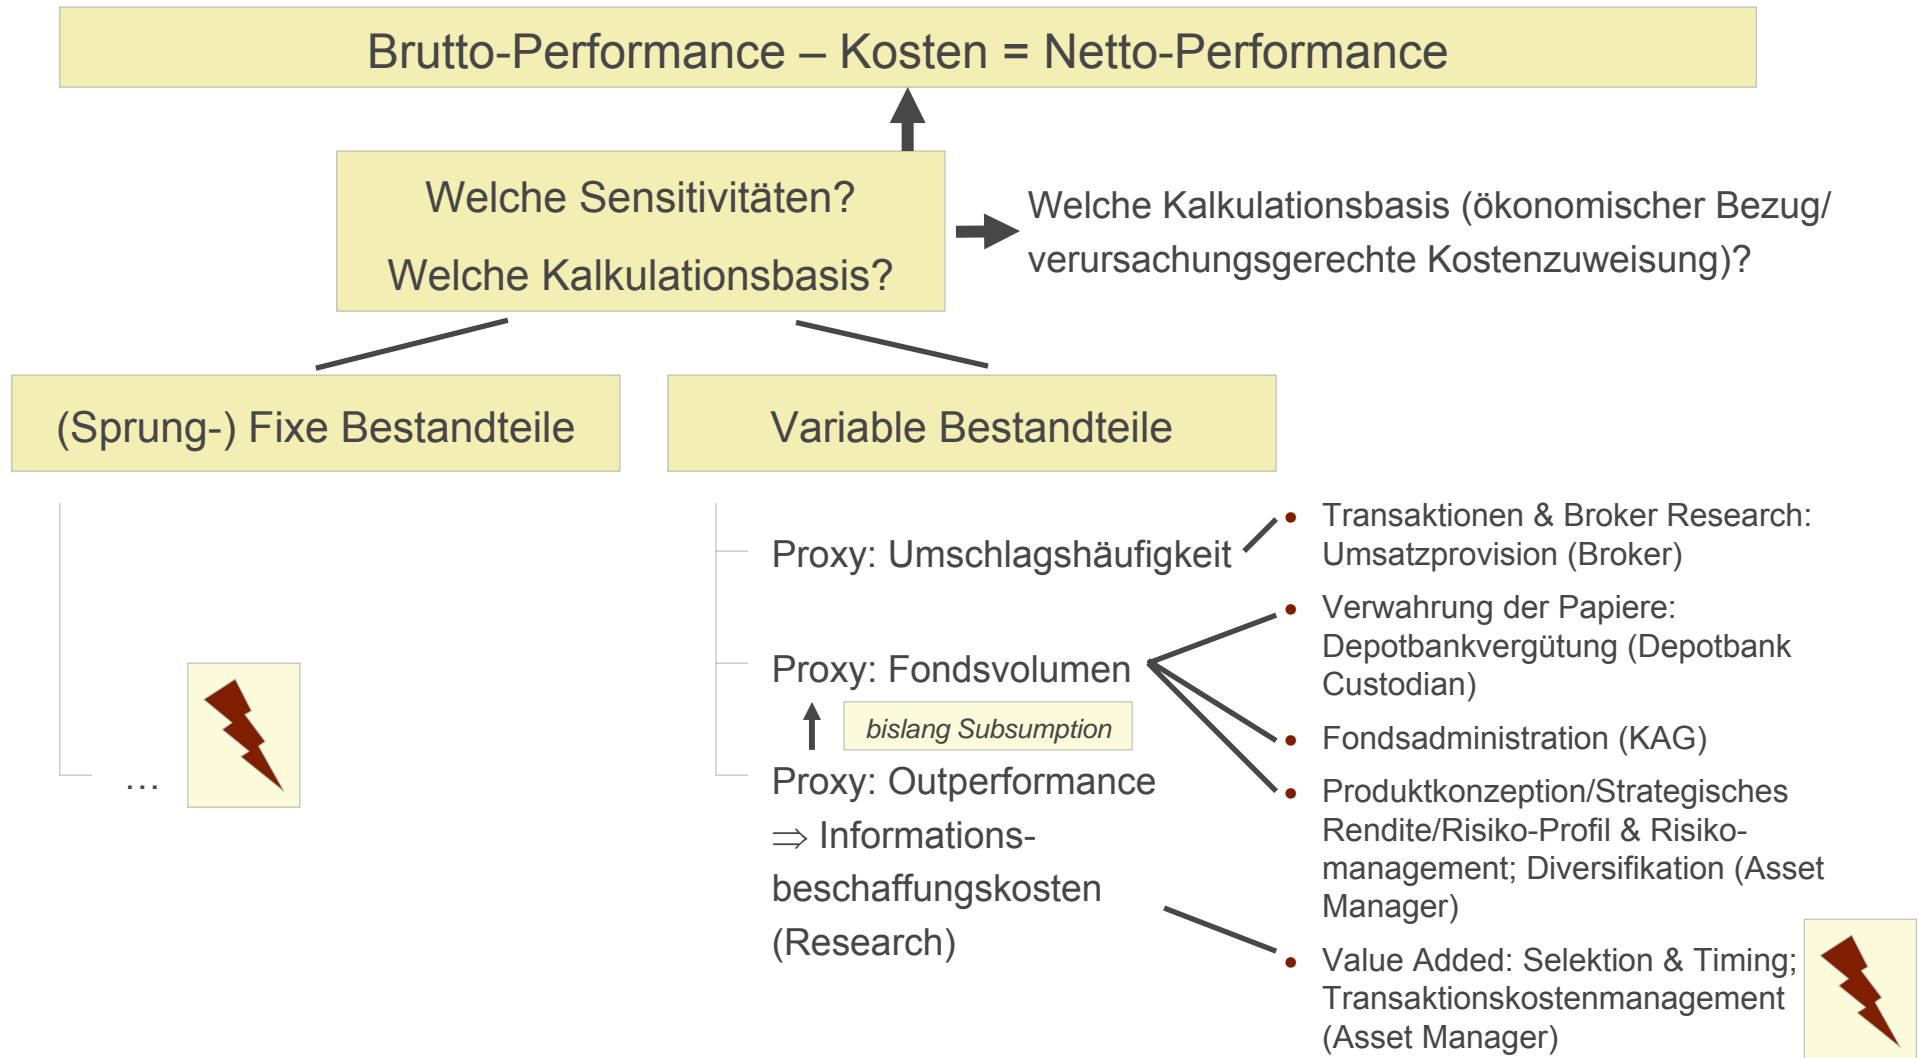 Brutto-Performance – Kosten = Netto-Performance
Welche Sensitivitäten?
Welche Kalkulationsbasis?
Welche Kalkulationsbasis (ökonomischer Bezug/
verursachungsgerechte Kostenzuweisung)?
(Sprung-) Fixe Bestandteile
Variable Bestandteile
…
Proxy: Umschlagshäufigkeit
Proxy: Fondsvolumen
bislang Subsumption
Proxy: Outperformance
⇒ Informations-
beschaffungskosten
(Research)
• Transaktionen & Broker Research:
Umsatzprovision (Broker)
• Verwahrung der Papiere:
Depotbankvergütung (Depotbank
Custodian)
• Fondsadministration (KAG)
• Produktkonzeption/Strategisches
Rendite/Risiko-Profil & Risiko-
management; Diversifikation (Asset
Manager)
• Value Added: Selektion & Timing;
Transaktionskostenmanagement
(Asset Manager)